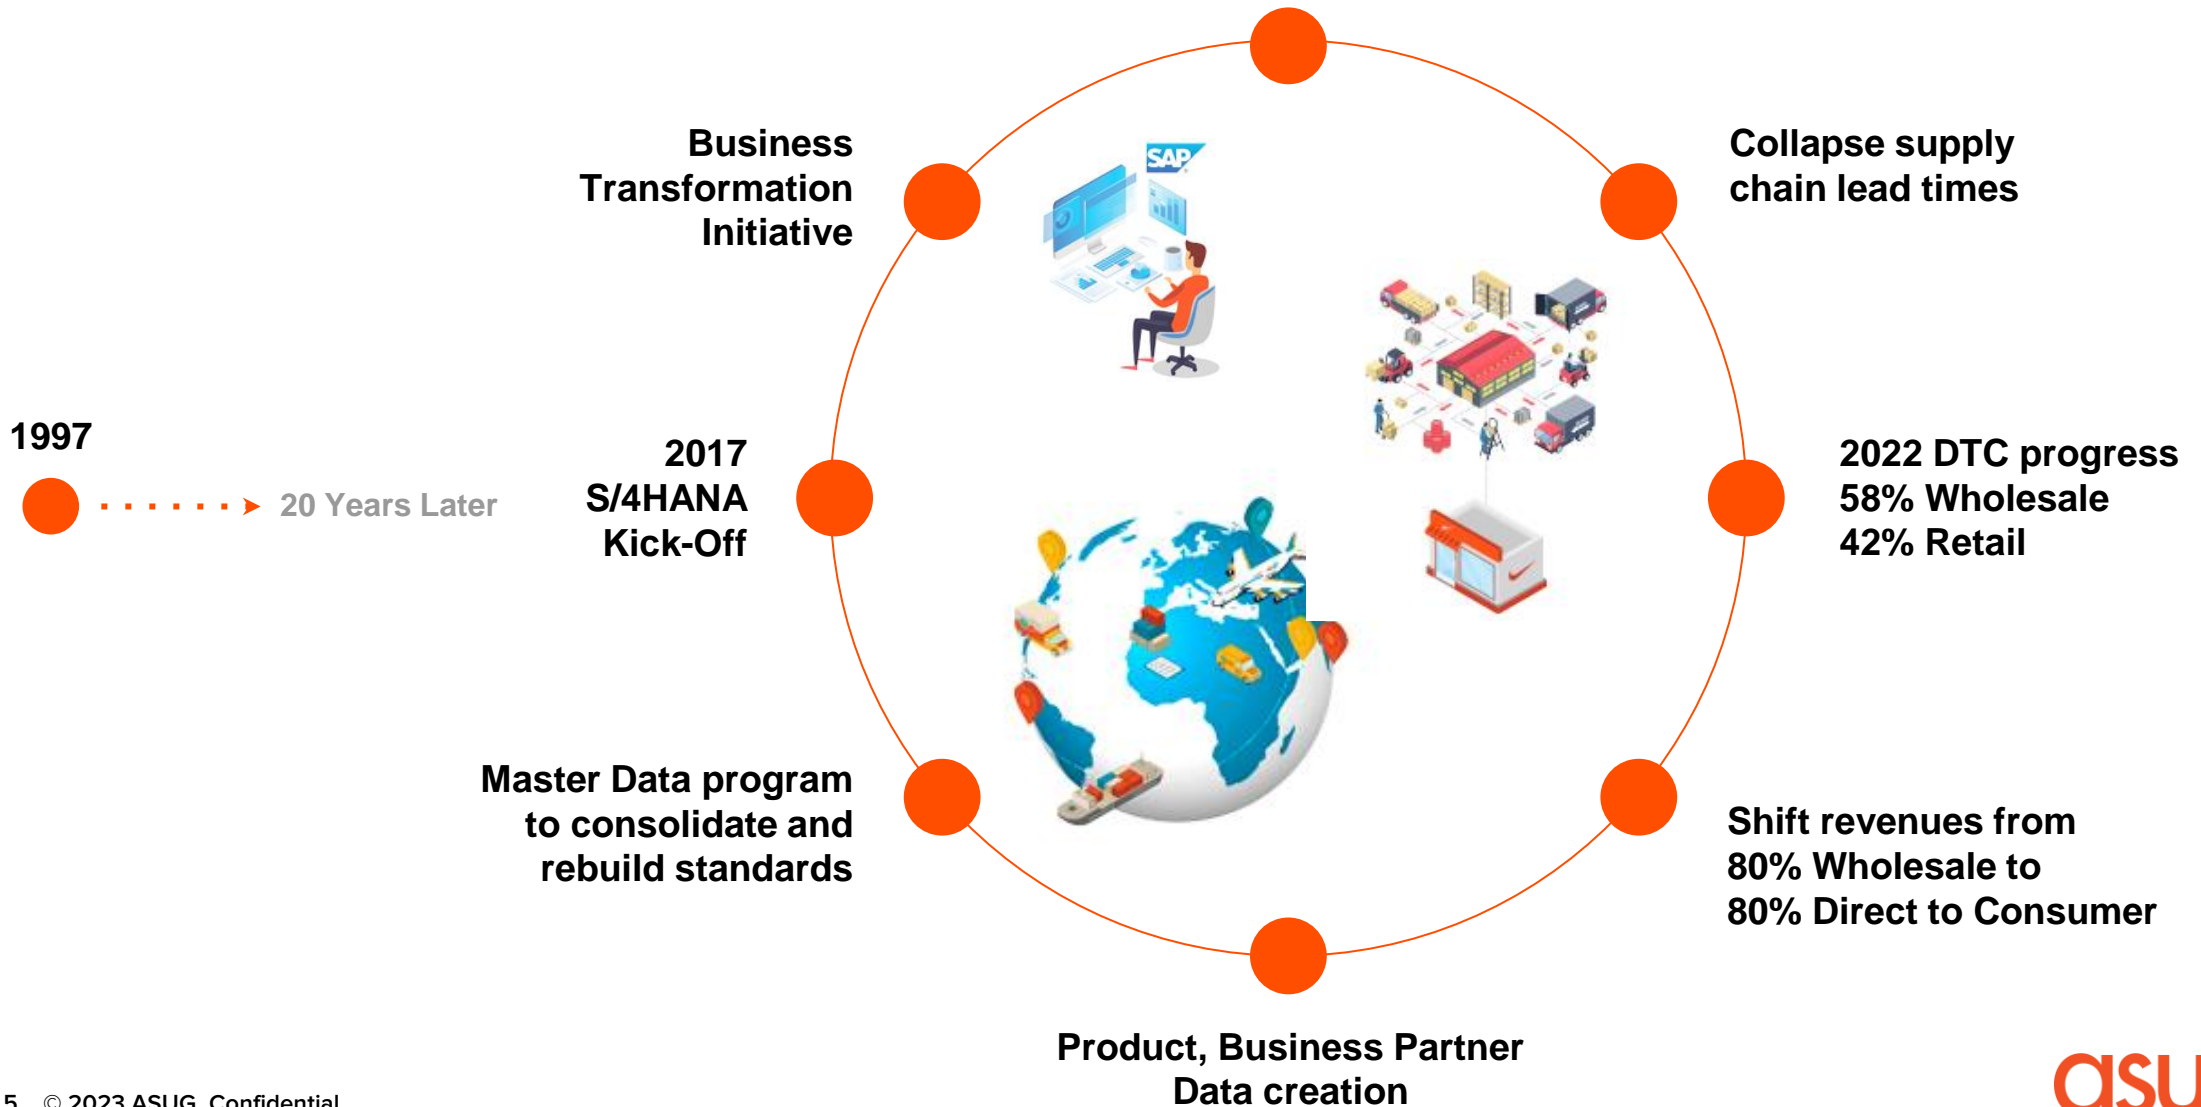 Business
Transformation
Initiative
SAP
Collapse supply
chain lead times
1997
20 Years Later
2017
S/4HANA
Kick-Off
2022 DTC progress
58% Wholesale
42% Retail
Master Data program
to consolidate and
rebuild standards
Shift revenues from
80% Wholesale to
80% Direct to Consumer
Product, Business Partner
Data creation
5 © 2023 ASUG. Confidential
asu